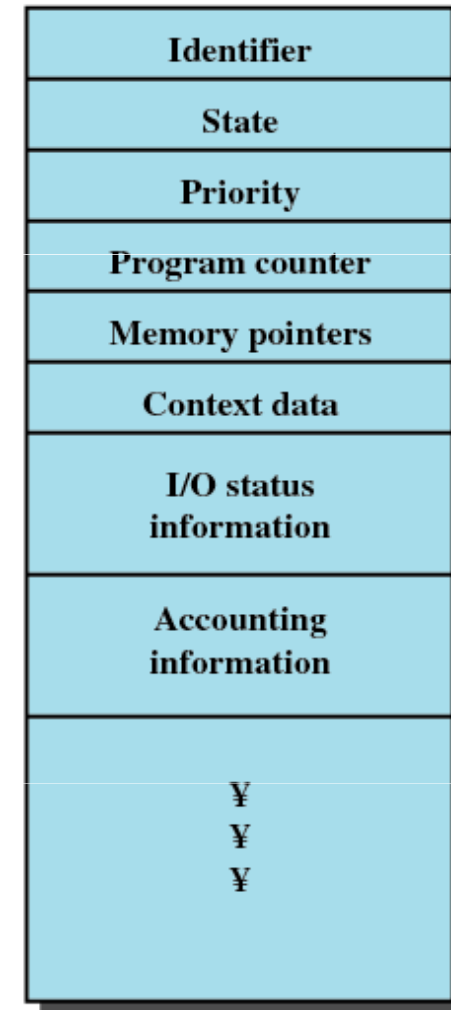 Identifier
State
Priority
Program counter
Memory pointers
Context data
I/O status
information
Accounting
information
¥
¥
¥